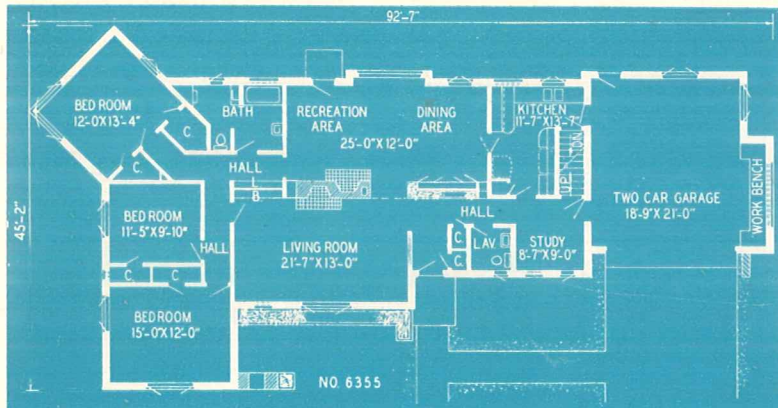 92'-7"
45'-2"
BED ROOM
12'-0X13'-4"
C.
C.
BATH
RECREATION
AREA
DINING
AREA
25'-0"X12'-0"
KITCHEN
11'-7"X13'-7"
UP
DN
HALL
L
B
TWO CAR GARAGE
18'-9"X 21'-0"
WORK BENCH
BED ROOM
11'-5"X9'-10"
HALL
C.
C.
LIVING ROOM
21'-7"X13'-0"
HALL
C.
C.
LAV.
STUDY
8'-7"X9'-0"
BED ROOM
15'-0"X12'-0"
NO. 6355